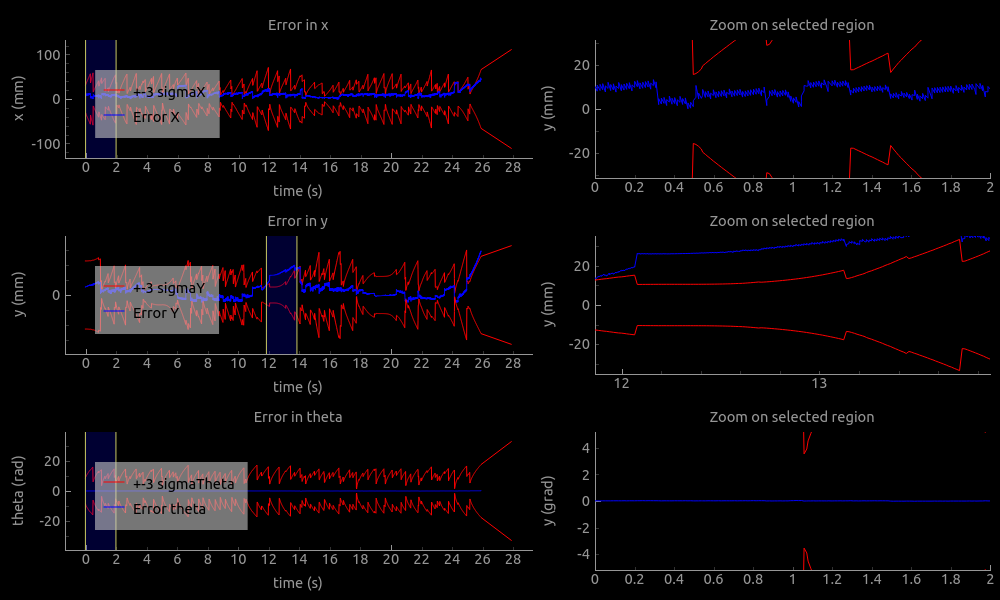 Error in x
x (mm)
100
0
-100
+-3 sigmaX
Error X
0 2 4 6 8 10 12 14 16 18 20 22 24 26 28
time (s)
Zoom on selected region
y (mm)
20
0
-20
0 0.2 0.4 0.6 0.8 1 1.2 1.4 1.6 1.8 2
Error in y
y (mm)
0
+-3 sigmaY
Error Y
0 2 4 6 8 10 12 14 16 18 20 22 24 26 28
time (s)
Zoom on selected region
y (mm)
20
0
-20
12 13
Error in theta
theta (rad)
20
0
-20
+-3 sigmaTheta
Error theta
0 2 4 6 8 10 12 14 16 18 20 22 24 26 28
time (s)
Zoom on selected region
y (grad)
4
2
0
-2
-4
0 0.2 0.4 0.6 0.8 1 1.2 1.4 1.6 1.8 2